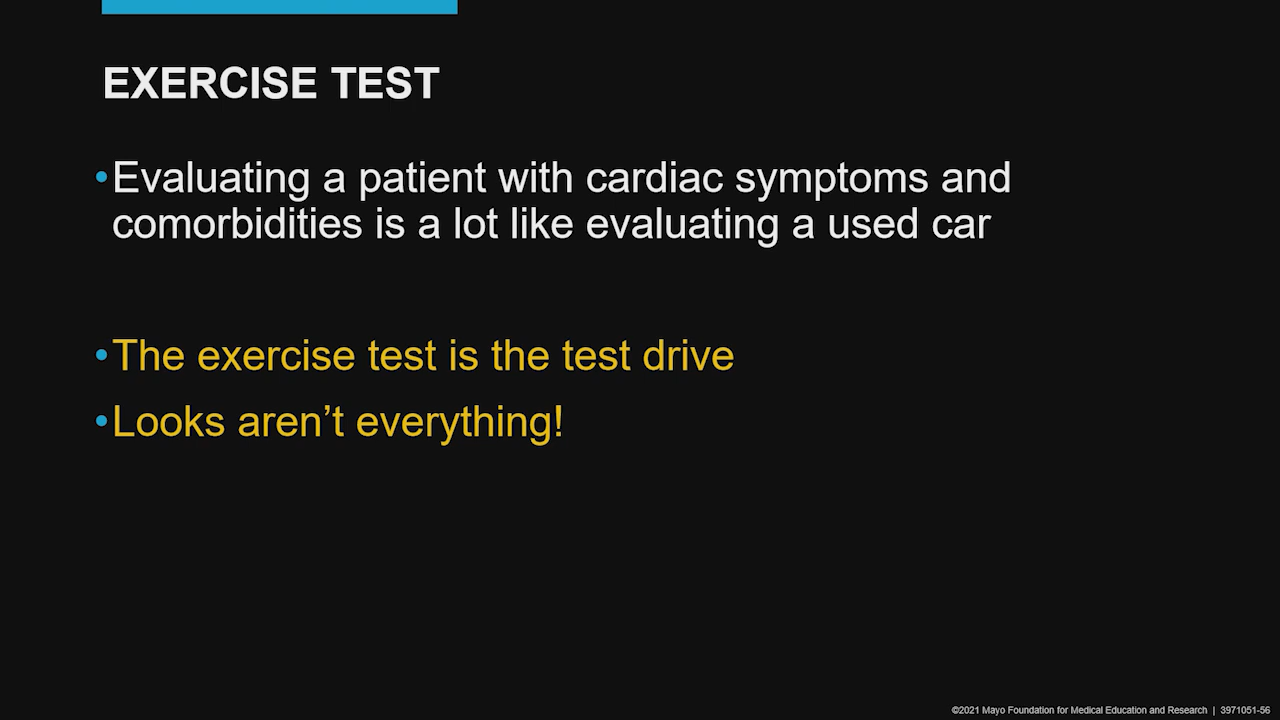 EXERCISE TEST
•Evaluating a patient with cardiac symptoms and
comorbidities is a lot like evaluating a used car
•The exercise test is the test drive
•Looks aren’t everything!
©2021 Mayo Foundation for Medical Education and Research | 3971051-56